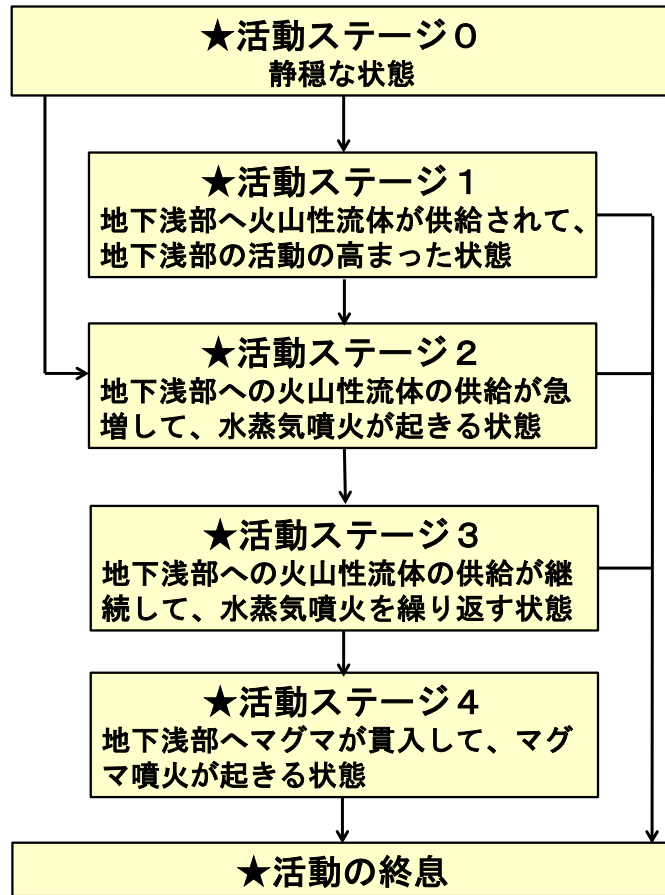 ★活動ステージ０
静穏な状態
★活動ステージ１
地下浅部へ火山性流体が供給されて、
地下浅部の活動の高まった状態
★活動ステージ２
地下浅部への火山性流体の供給が急
増して、水蒸気噴火が起きる状態
★活動ステージ３
地下浅部への火山性流体の供給が継
続して、水蒸気噴火を繰り返す状態
★活動ステージ４
地下浅部へマグマが貫入して、マグ
マ噴火が起きる状態
★活動の終息